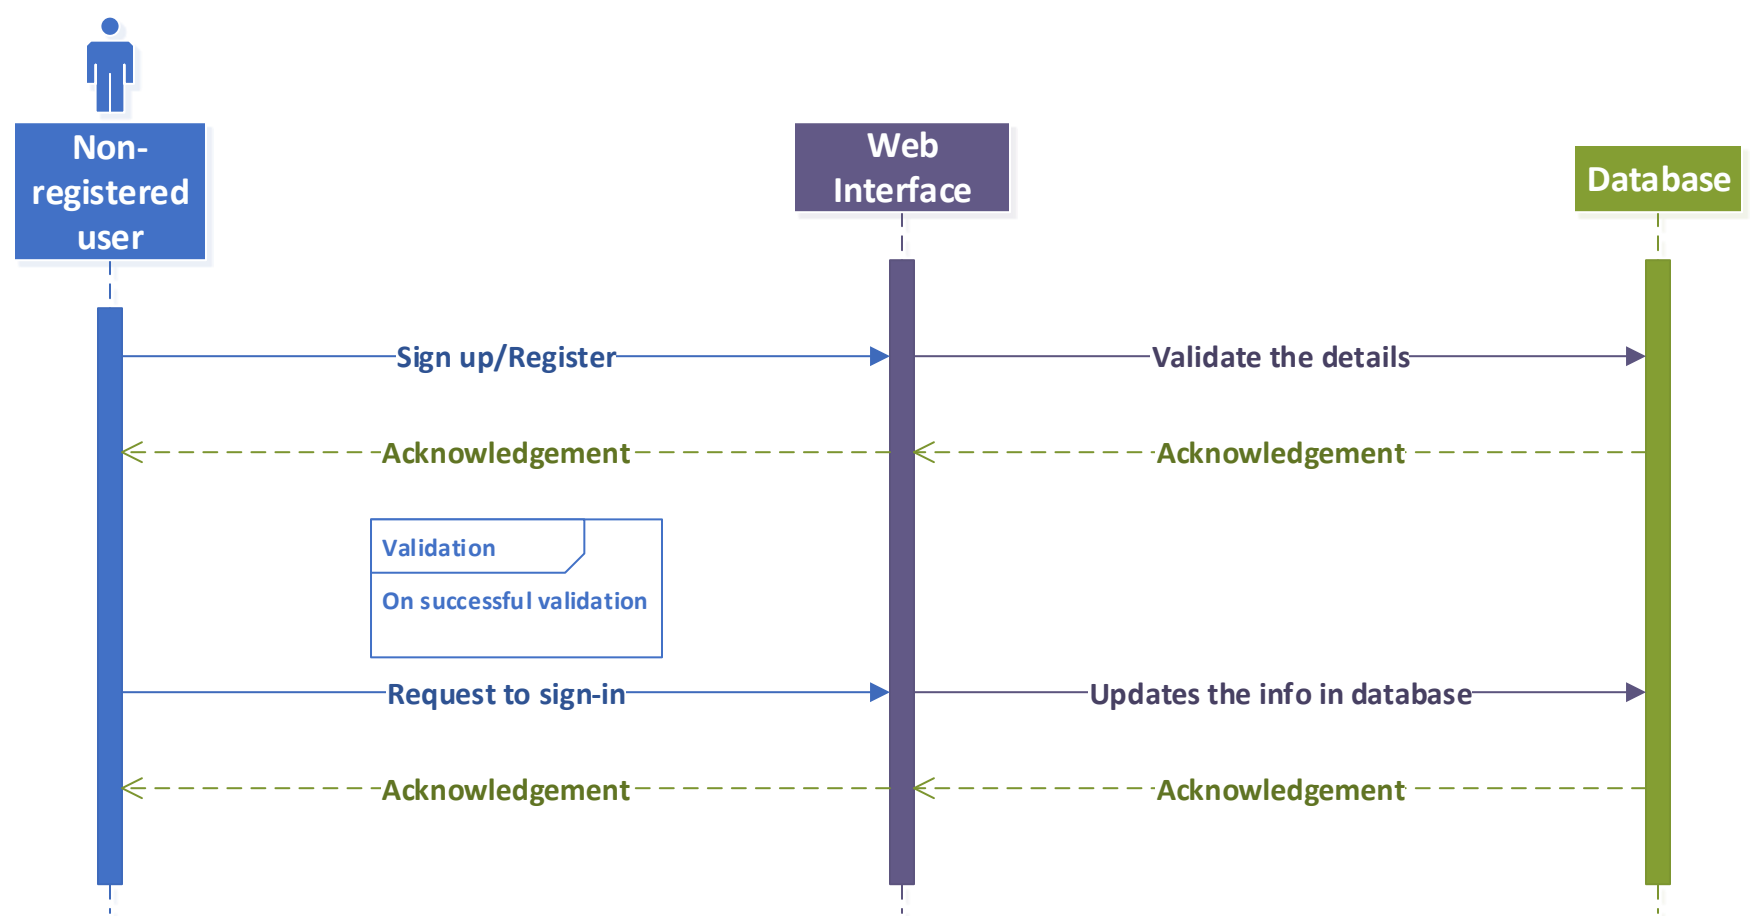 Non-
registered
user
Web
Interface
Database
Sign up/Register
Validate the details
Acknowledgement
Acknowledgement
Validation
On successful validation
Request to sign-in
Updates the info in database
Acknowledgement
Acknowledgement